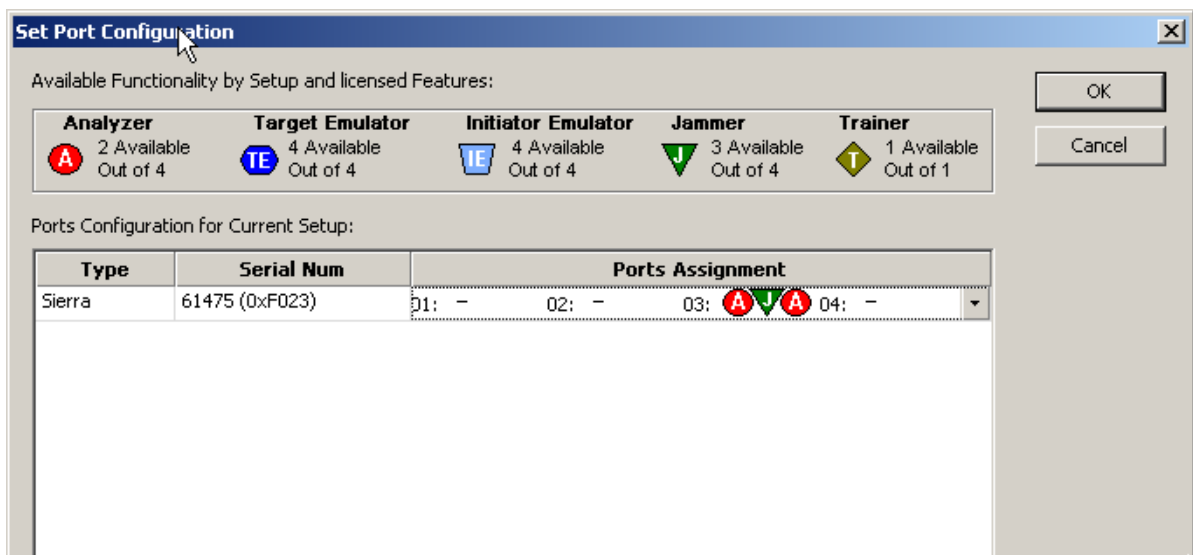 Set Port Configuration
Available Functionality by Setup and licensed Features:
OK
Analyzer Target Emulator Initiator Emulator Jammer Trainer
A 2 Available TE 4 Available IE 4 Available J 3 Available T 1 Available
Out of 4 Out of 4 Out of 4 Out of 4 Out of 1
Cancel
Ports Configuration for Current Setup:
Type Serial Num Ports Assignment
Sierra 61475 (0xF023) 01: – 02: – 03: A J A 04: –